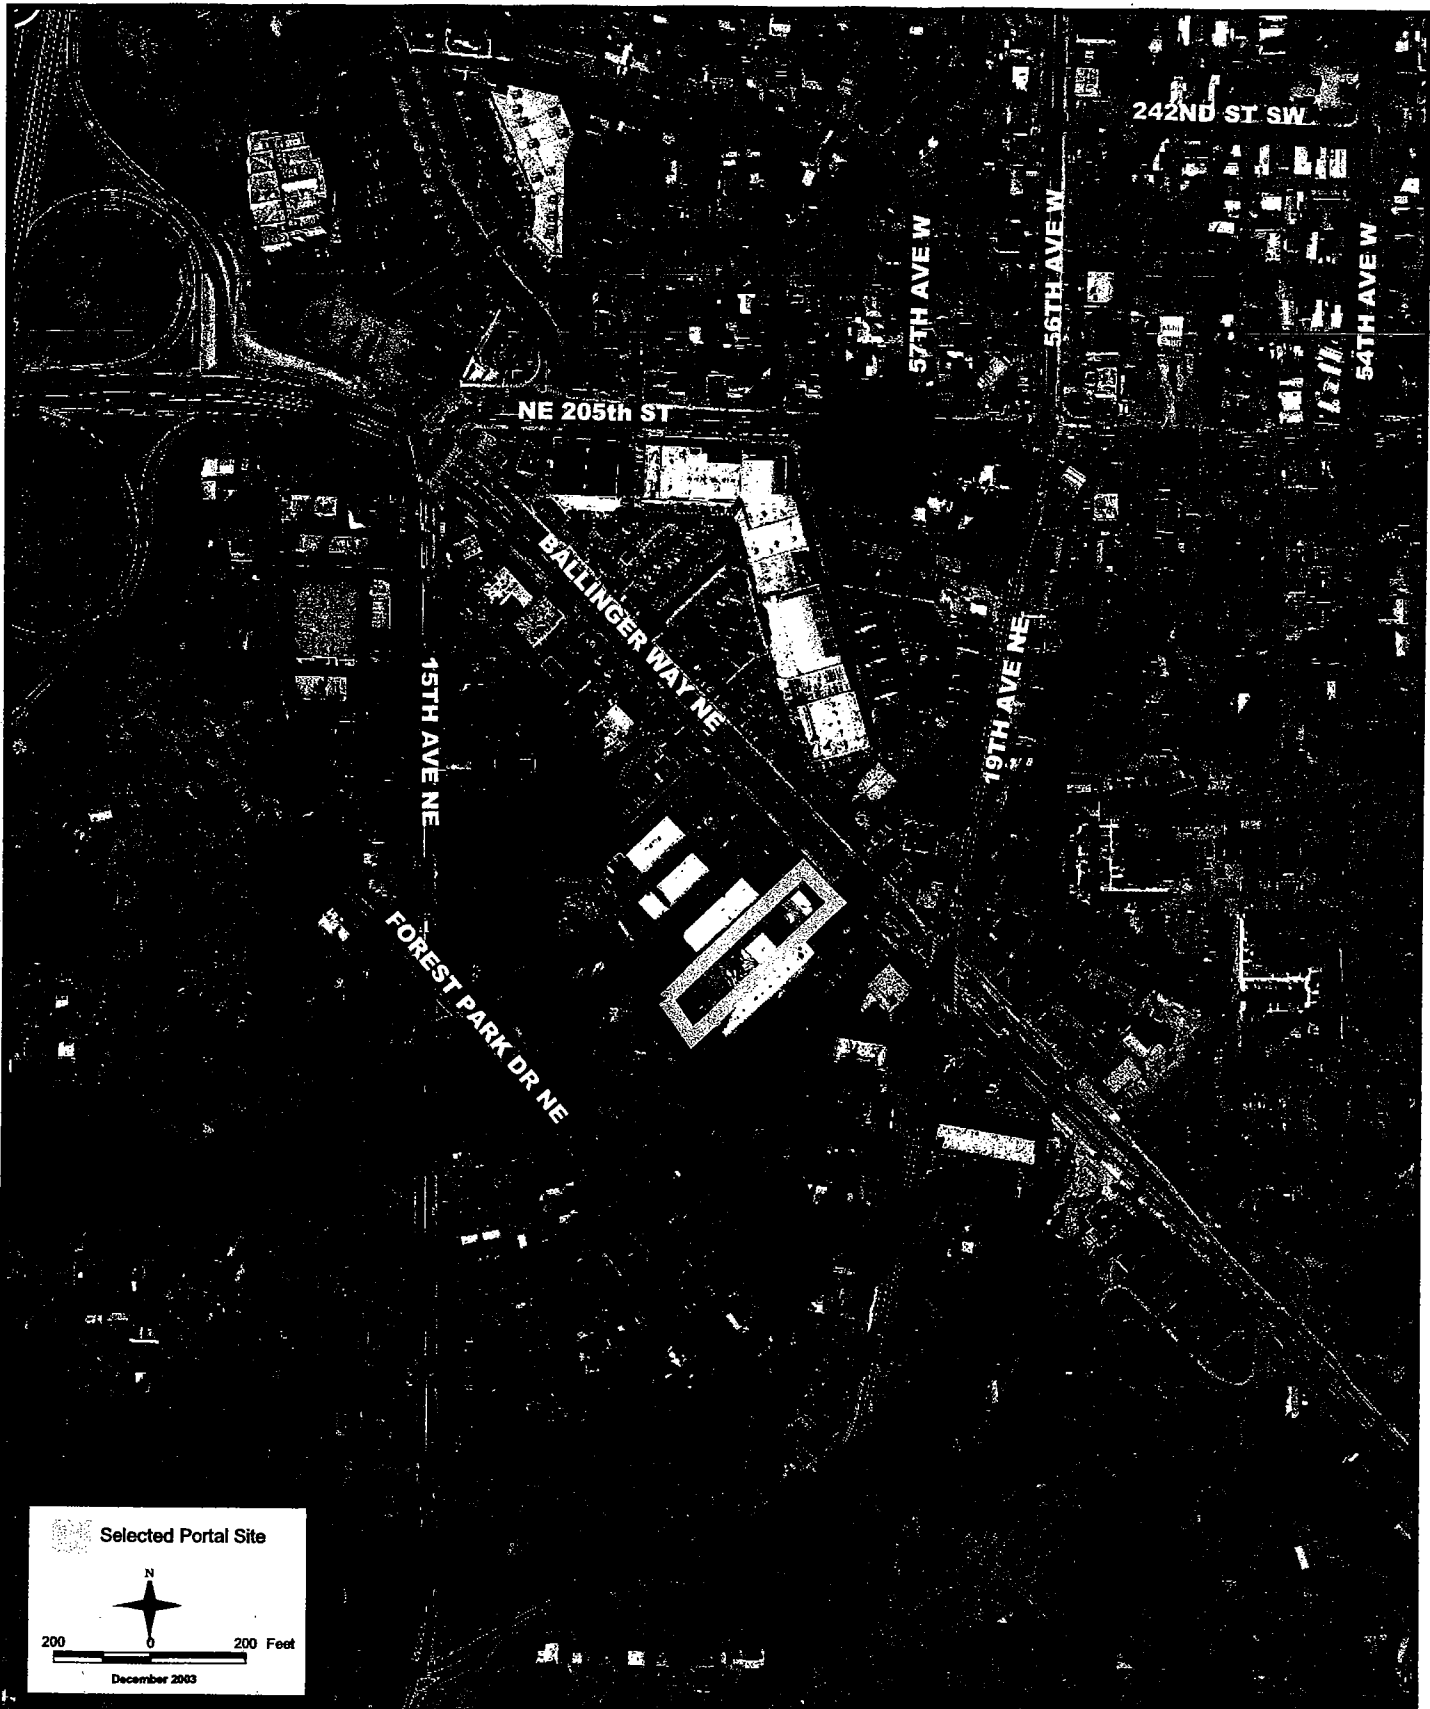 242ND ST SW
57TH AVE W
56TH AVE W
54TH AVE W
NE 205th ST
BALLINGER WAY NE
15TH AVE NE
19TH AVE NE
FOREST PARK DR NE
Selected Portal Site
N
200 0 200 Feet
December 2003